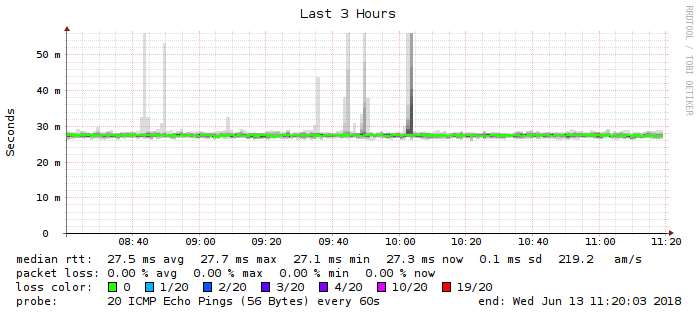 Last 3 Hours
RRDTOOL / TOBI OETIKER
Seconds
50 m
40 m
30 m
20 m
10 m
0
08:40 09:00 09:20 09:40 10:00 10:20 10:40 11:00 11:20
median rtt: 27.5 ms avg 27.7 ms max 27.1 ms min 27.3 ms now 0.1 ms sd 219.2 am/s
packet loss: 0.00 % avg 0.00 % max 0.00 % min 0.00 % now
loss color: 0 1/20 2/20 3/20 4/20 10/20 19/20
probe: 20 ICMP Echo Pings (56 Bytes) every 60s end: Wed Jun 13 11:20:03 2018